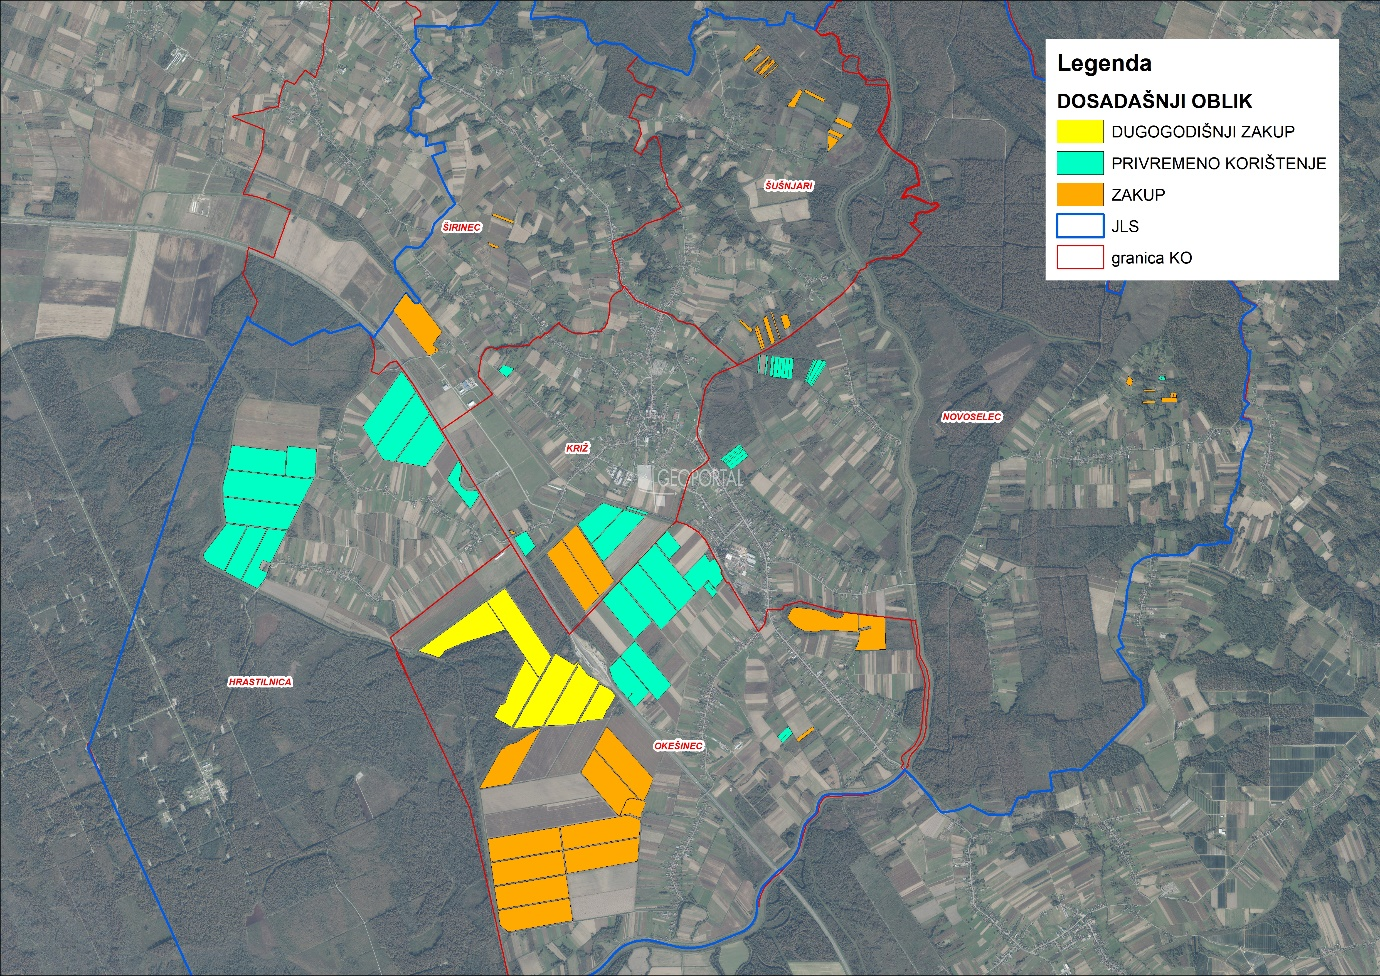 Legenda
DOSADAŠNJI OBLIK
DUGOGODIŠNJI ZAKUP
PRIVREMENO KORIŠTENJE
ZAKUP
JLS
granica KO
ŠUŠNJARI
ŠIRINEC
NOVOSELEC
KRIŽ
GEOPORTAL
HRASTILNICA
OKEŠINEC